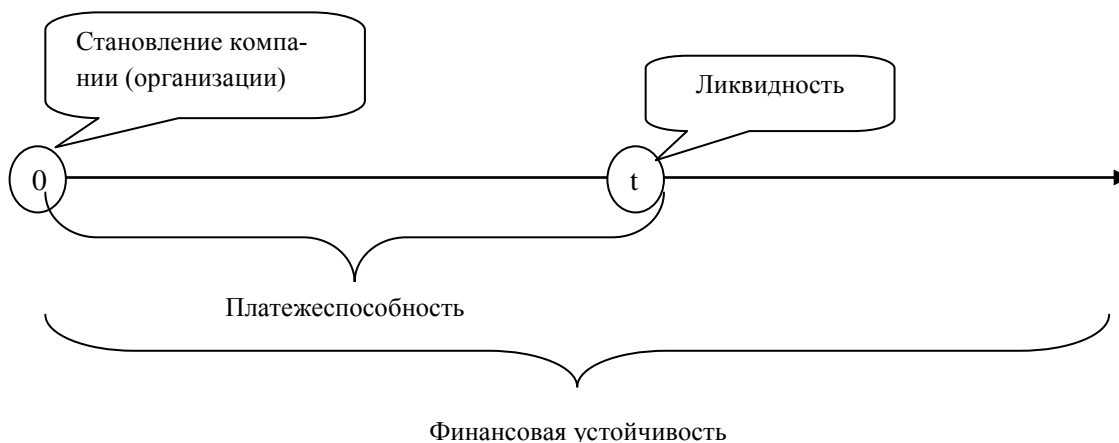 Становление компа-
нии (организации)
Ликвидность
0
t
Платежеспособность
Финансовая устойчивость